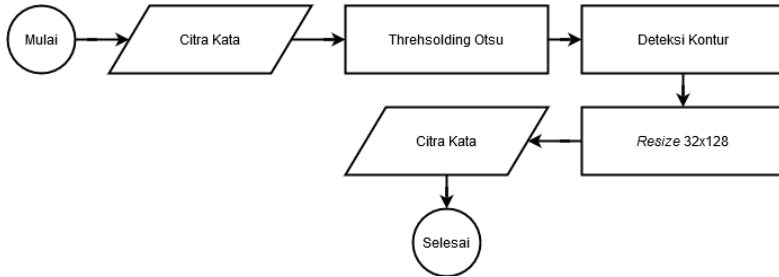 Mulai
Citra Kata
Threhsolding Otsu
Deteksi Kontur
Resize 32x128
Citra Kata
Selesai